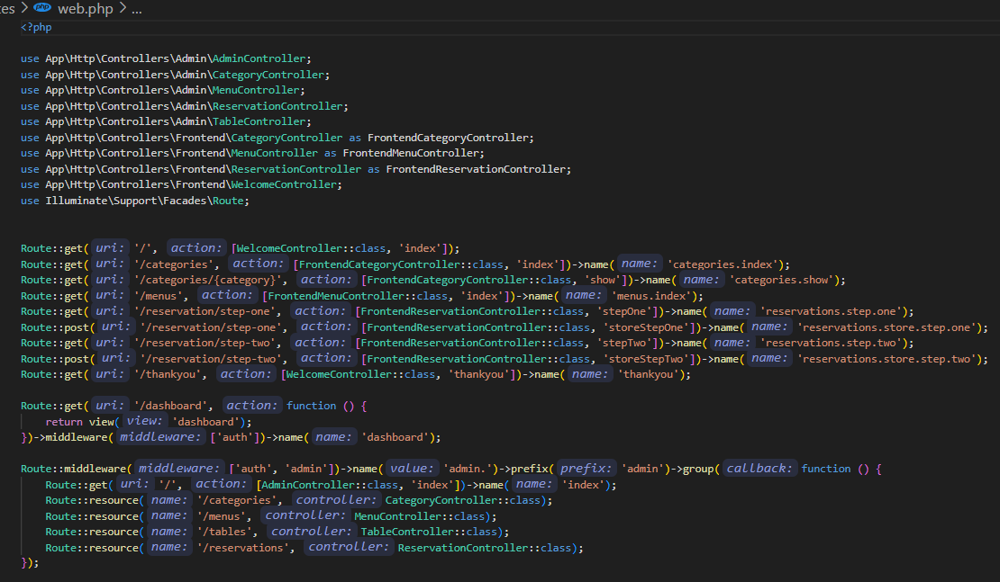 es > php web.php > ...
<?php
use App\Http\Controllers\Admin\AdminController;
use App\Http\Controllers\Admin\CategoryController;
use App\Http\Controllers\Admin\MenuController;
use App\Http\Controllers\Admin\ReservationController;
use App\Http\Controllers\Admin\TableController;
use App\Http\Controllers\Frontend\CategoryController as FrontendCategoryController;
use App\Http\Controllers\Frontend\MenuController as FrontendMenuController;
use App\Http\Controllers\Frontend\ReservationController as FrontendReservationController;
use App\Http\Controllers\Frontend\WelcomeController;
use Illuminate\Support\Facades\Route;
Route::get( uri: '/', action: [WelcomeController::class, 'index']);
Route::get( uri: '/categories', action: [FrontendCategoryController::class, 'index'])->name( name: 'categories.index');
Route::get( uri: '/categories/{category}', action: [FrontendCategoryController::class, 'show'])->name( name: 'categories.show');
Route::get( uri: '/menus', action: [FrontendMenuController::class, 'index'])->name( name: 'menus.index');
Route::get( uri: '/reservation/step-one', action: [FrontendReservationController::class, 'stepOne'])->name( name: 'reservations.step.one');
Route::post( uri: '/reservation/step-one', action: [FrontendReservationController::class, 'storeStepOne'])->name( name: 'reservations.store.step.one');
Route::get( uri: '/reservation/step-two', action: [FrontendReservationController::class, 'stepTwo'])->name( name: 'reservations.step.two');
Route::post( uri: '/reservation/step-two', action: [FrontendReservationController::class, 'storeStepTwo'])->name( name: 'reservations.store.step.two');
Route::get( uri: '/thankyou', action: [WelcomeController::class, 'thankyou'])->name( name: 'thankyou');
Route::get( uri: '/dashboard', action: function () {
    return view( view: 'dashboard');
})->middleware( middleware: ['auth'])->name( name: 'dashboard');
Route::middleware( middleware: ['auth', 'admin'])->name( value: 'admin.')->prefix( prefix: 'admin')->group( callback: function () {
    Route::get( uri: '/', action: [AdminController::class, 'index'])->name( name: 'index');
    Route::resource( name: '/categories', controller: CategoryController::class);
    Route::resource( name: '/menus', controller: MenuController::class);
    Route::resource( name: '/tables', controller: TableController::class);
    Route::resource( name: '/reservations', controller: ReservationController::class);
});